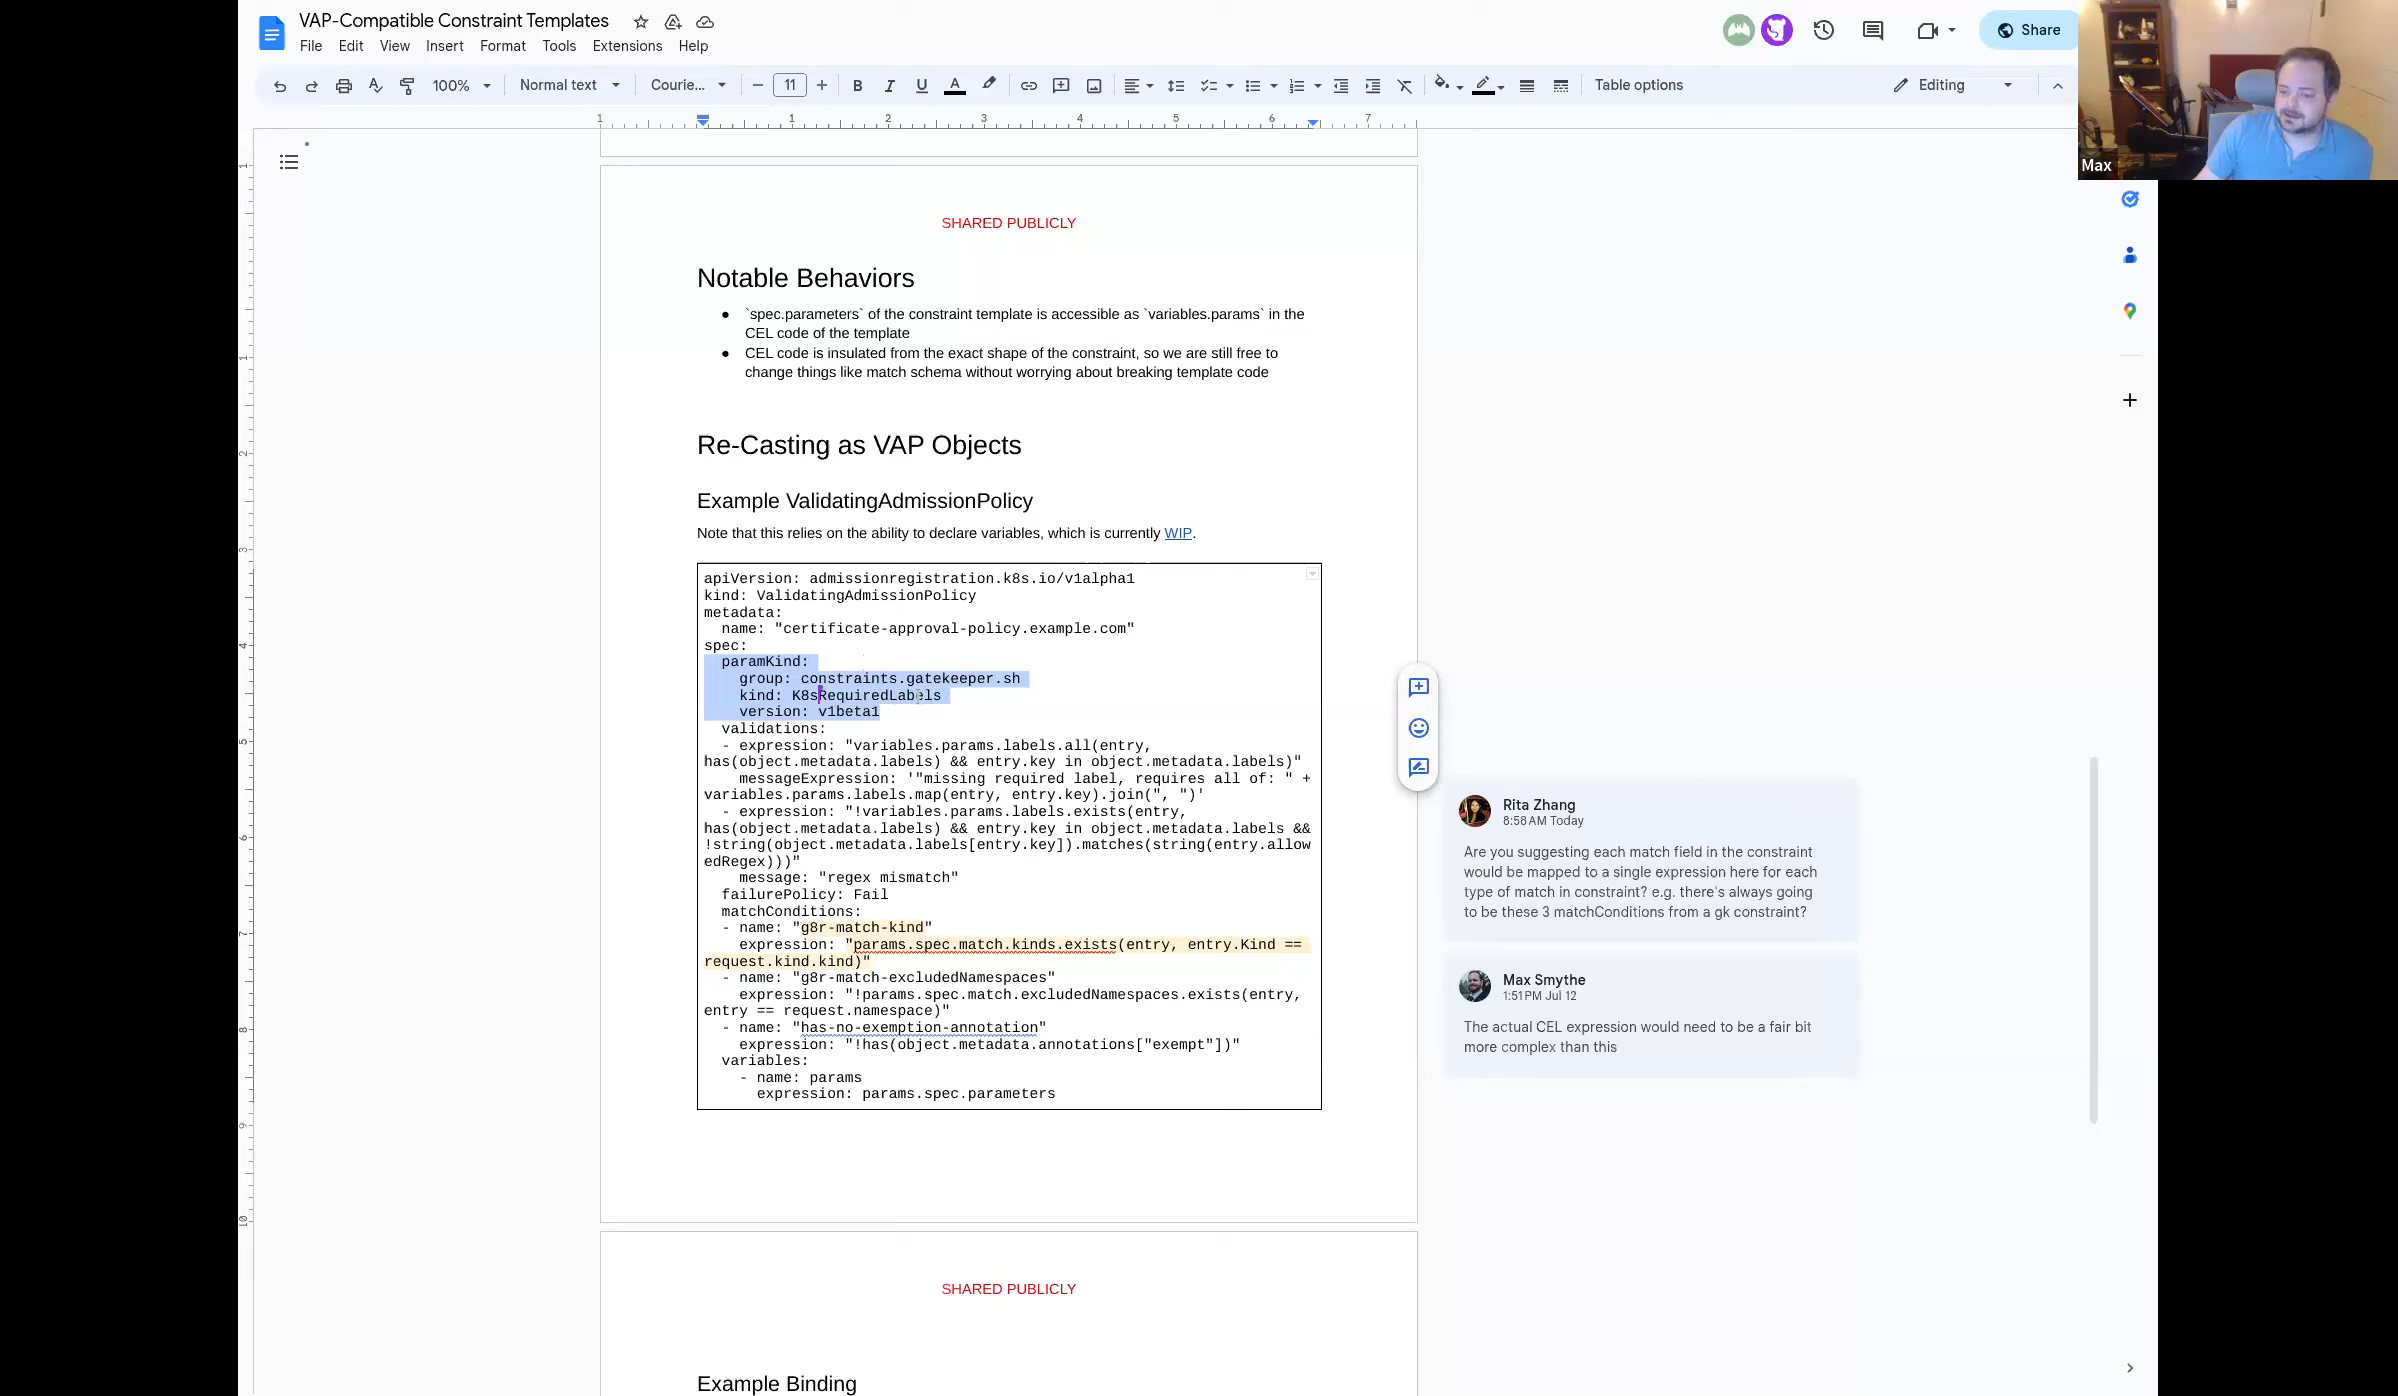 VAP-Compatible Constraint Templates
File Edit View Insert Format Tools Extensions Help
Share
100% Normal text Courie... 11 Table options Editing
1 1 2 3 4 5 6 7
Max
SHARED PUBLICLY
Notable Behaviors
● `spec.parameters` of the constraint template is accessible as `variables.params` in the
CEL code of the template
● CEL code is insulated from the exact shape of the constraint, so we are still free to
change things like match schema without worrying about breaking template code
Re-Casting as VAP Objects
Example ValidatingAdmissionPolicy
Note that this relies on the ability to declare variables, which is currently WIP.
apiVersion: admissionregistration.k8s.io/v1alpha1
kind: ValidatingAdmissionPolicy
metadata:
  name: "certificate-approval-policy.example.com"
spec:
  paramKind:
    group: constraints.gatekeeper.sh
    kind: K8sRequiredLabels
    version: v1beta1
  validations:
  - expression: "variables.params.labels.all(entry,
has(object.metadata.labels) && entry.key in object.metadata.labels)"
    messageExpression: '"missing required label, requires all of: " +
variables.params.labels.map(entry, entry.key).join(", ")'
  - expression: "!variables.params.labels.exists(entry,
has(object.metadata.labels) && entry.key in object.metadata.labels &&
!string(object.metadata.labels[entry.key]).matches(string(entry.allow
edRegex)))"
    message: "regex mismatch"
  failurePolicy: Fail
  matchConditions:
  - name: "g8r-match-kind"
    expression: "params.spec.match.kinds.exists(entry, entry.Kind ==
request.kind.kind)"
  - name: "g8r-match-excludedNamespaces"
    expression: "!params.spec.match.excludedNamespaces.exists(entry,
entry == request.namespace)"
  - name: "has-no-exemption-annotation"
    expression: "!has(object.metadata.annotations["exempt"])"
  variables:
    - name: params
      expression: params.spec.parameters
Rita Zhang
8:58 AM Today
Are you suggesting each match field in the constraint
would be mapped to a single expression here for each
type of match in constraint? e.g. there's always going
to be these 3 matchConditions from a gk constraint?
Max Smythe
1:51 PM Jul 12
The actual CEL expression would need to be a fair bit
more complex than this
SHARED PUBLICLY
Example Binding